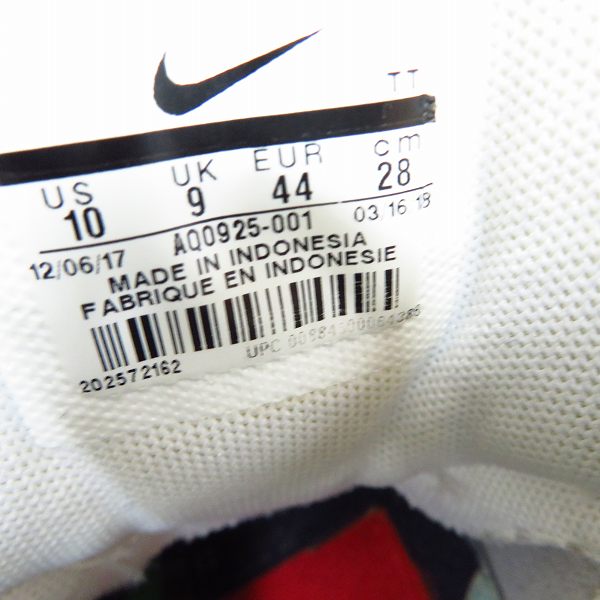 TT
US UK EUR cm
10 9 44 28
12/06/17 AQ0925-001 03/16/18
MADE IN INDONESIA
FABRIQUE EN INDONESIE
202572162 UPC